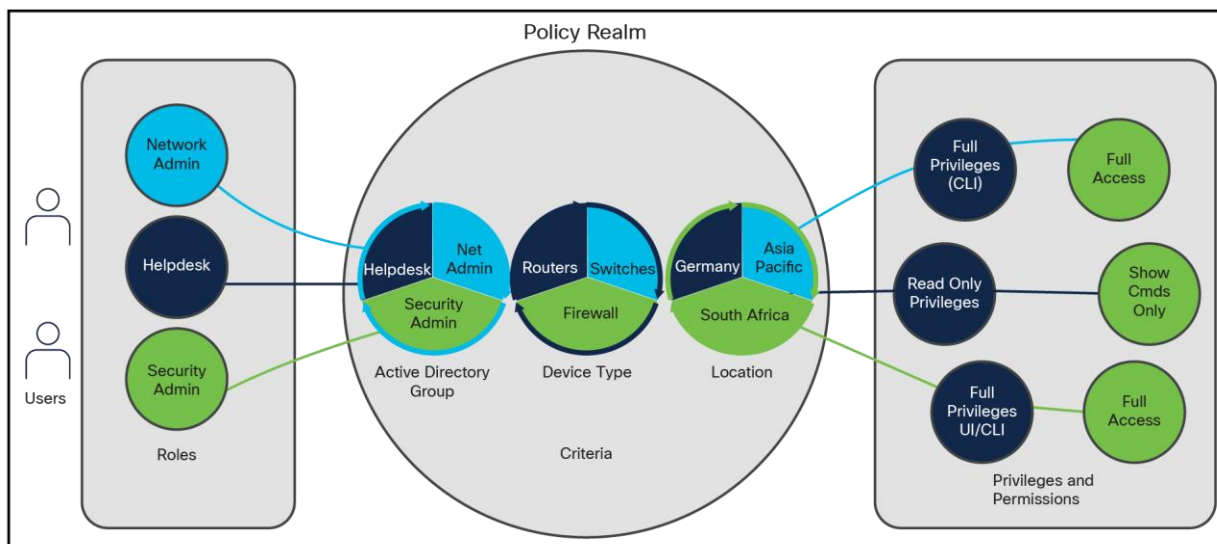 Policy Realm
Users
Network
Admin
Helpdesk
Security
Admin
Roles
Helpdesk
Net
Admin
Security
Admin
Active Directory
Group
Routers
Switches
Firewall
Device Type
Germany
Asia
Pacific
South Africa
Location
Criteria
Full
Privileges
(CLI)
Full
Access
Read Only
Privileges
Show
Cmds
Only
Full
Privileges
UI/CLI
Full
Access
Privileges and
Permissions